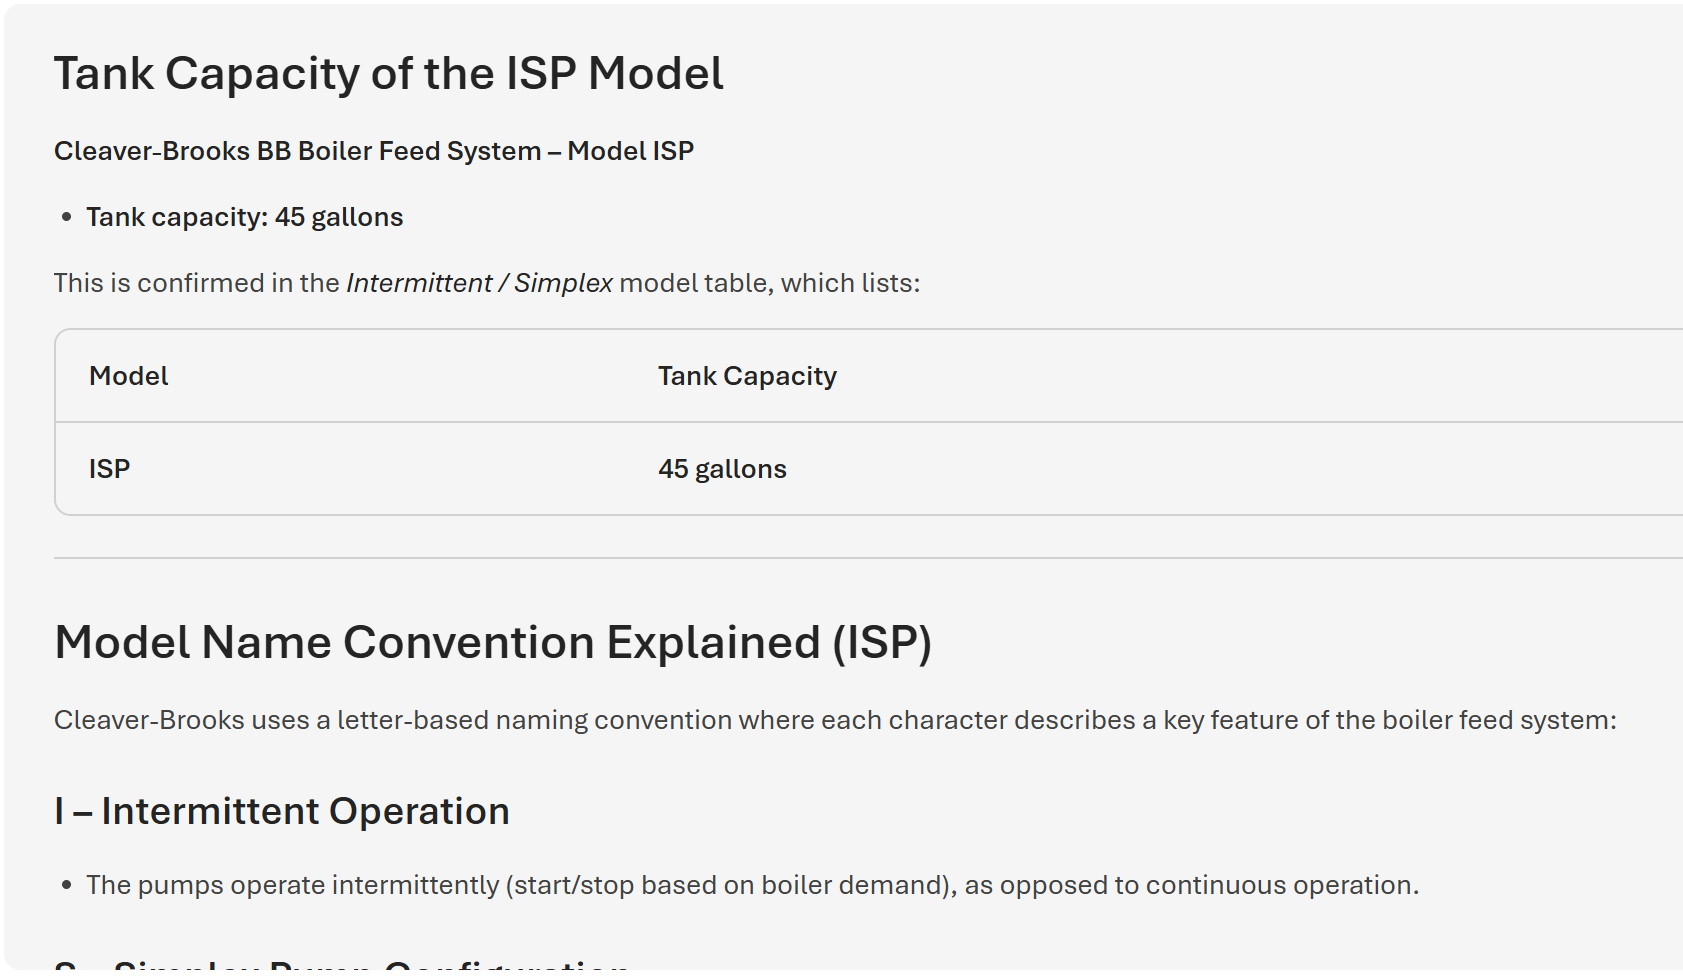 Tank Capacity of the ISP Model
Cleaver-Brooks BB Boiler Feed System – Model ISP
• Tank capacity: 45 gallons
This is confirmed in the Intermittent / Simplex model table, which lists:
Model Tank Capacity
ISP 45 gallons
Model Name Convention Explained (ISP)
Cleaver-Brooks uses a letter-based naming convention where each character describes a key feature of the boiler feed system:
I – Intermittent Operation
• The pumps operate intermittently (start/stop based on boiler demand), as opposed to continuous operation.
S – Simplex Pump Configuration